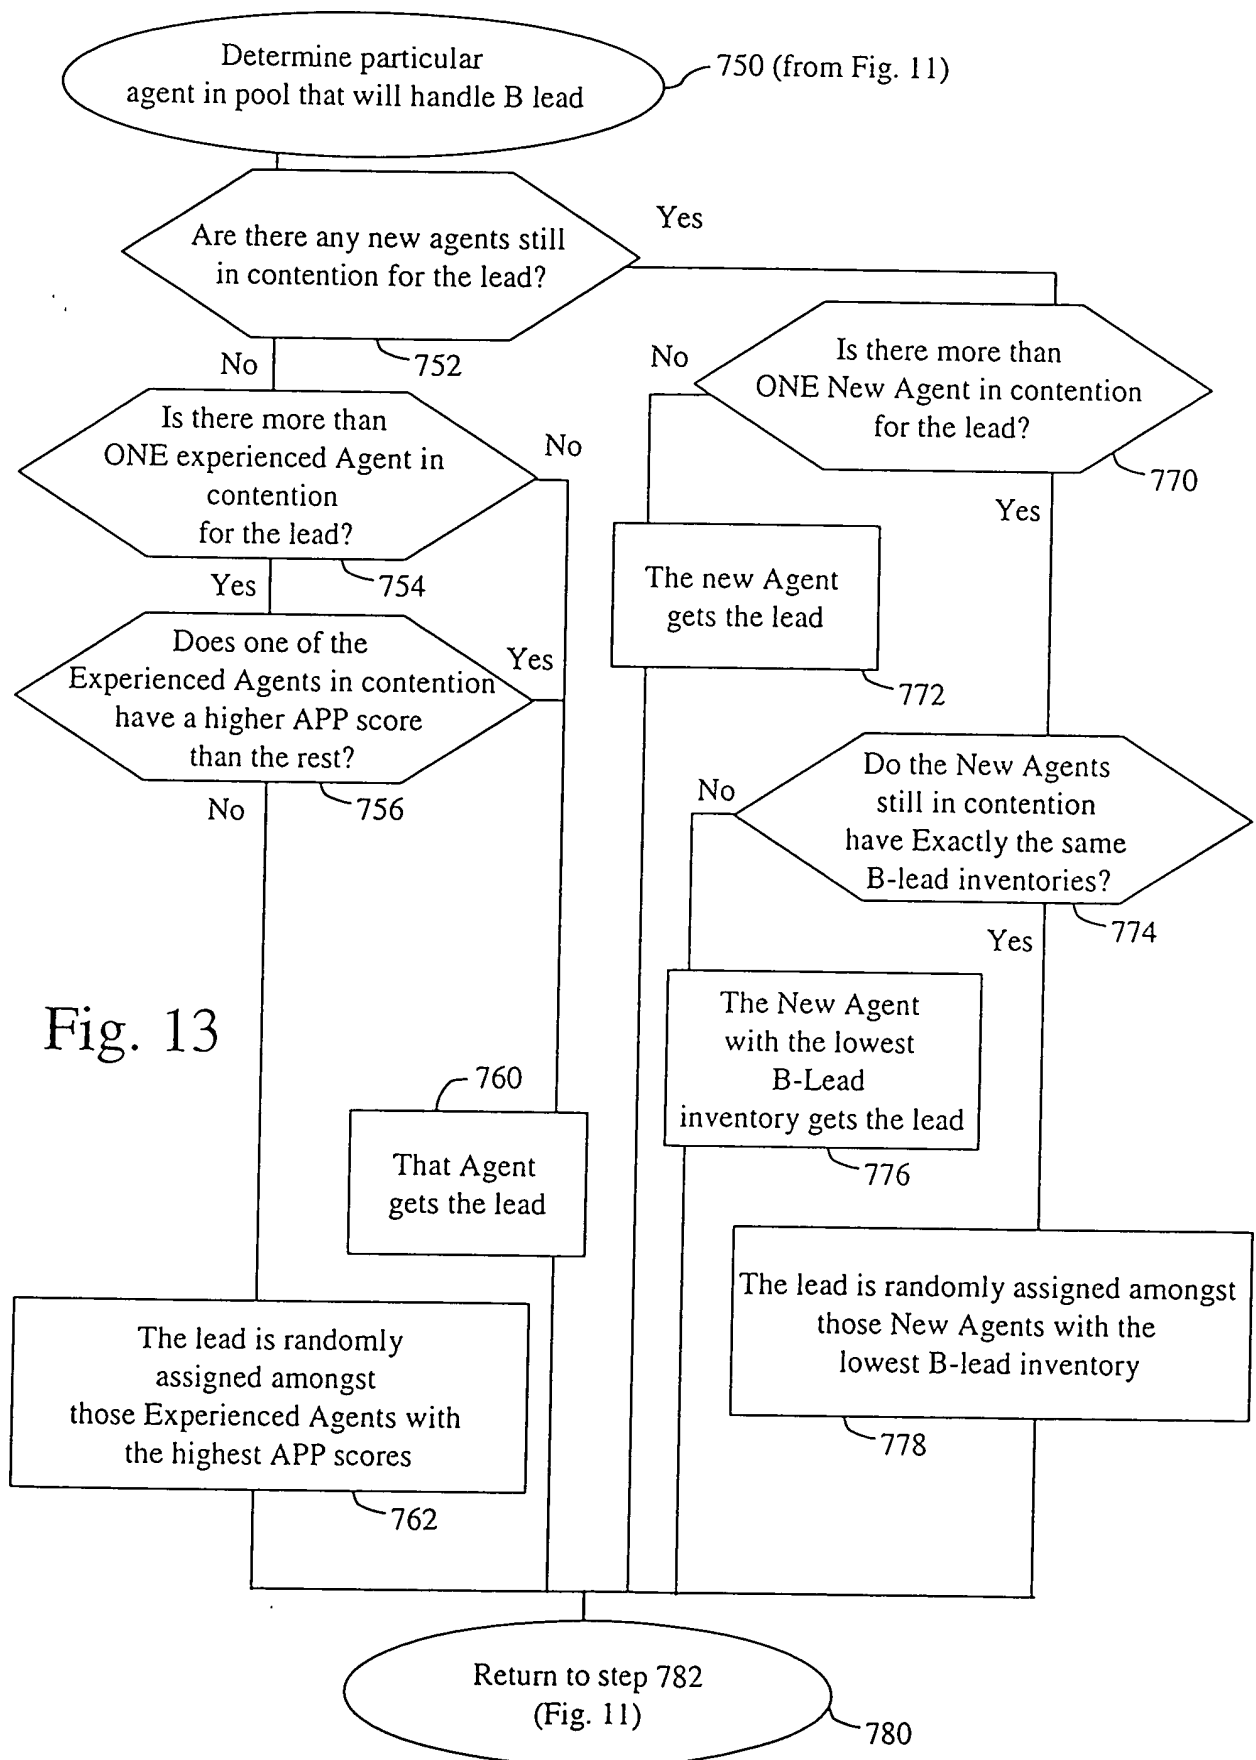 Determine particular
agent in pool that will handle B lead
750 (from Fig. 11)
Are there any new agents still
in contention for the lead?
Yes
752
No
Is there more than
ONE experienced Agent in
contention
for the lead?
No
754
Yes
Does one of the
Experienced Agents in contention
have a higher APP score
than the rest?
Yes
756
No
Is there more than
ONE New Agent in contention
for the lead?
No
770
Yes
The new Agent
gets the lead
772
Do the New Agents
still in contention
have Exactly the same
B-lead inventories?
No
774
Yes
The New Agent
with the lowest
B-Lead
inventory gets the lead
776
Fig. 13
760
That Agent
gets the lead
The lead is randomly assigned amongst
those New Agents with the
lowest B-lead inventory
778
The lead is randomly
assigned amongst
those Experienced Agents with
the highest APP scores
762
Return to step 782
(Fig. 11)
780